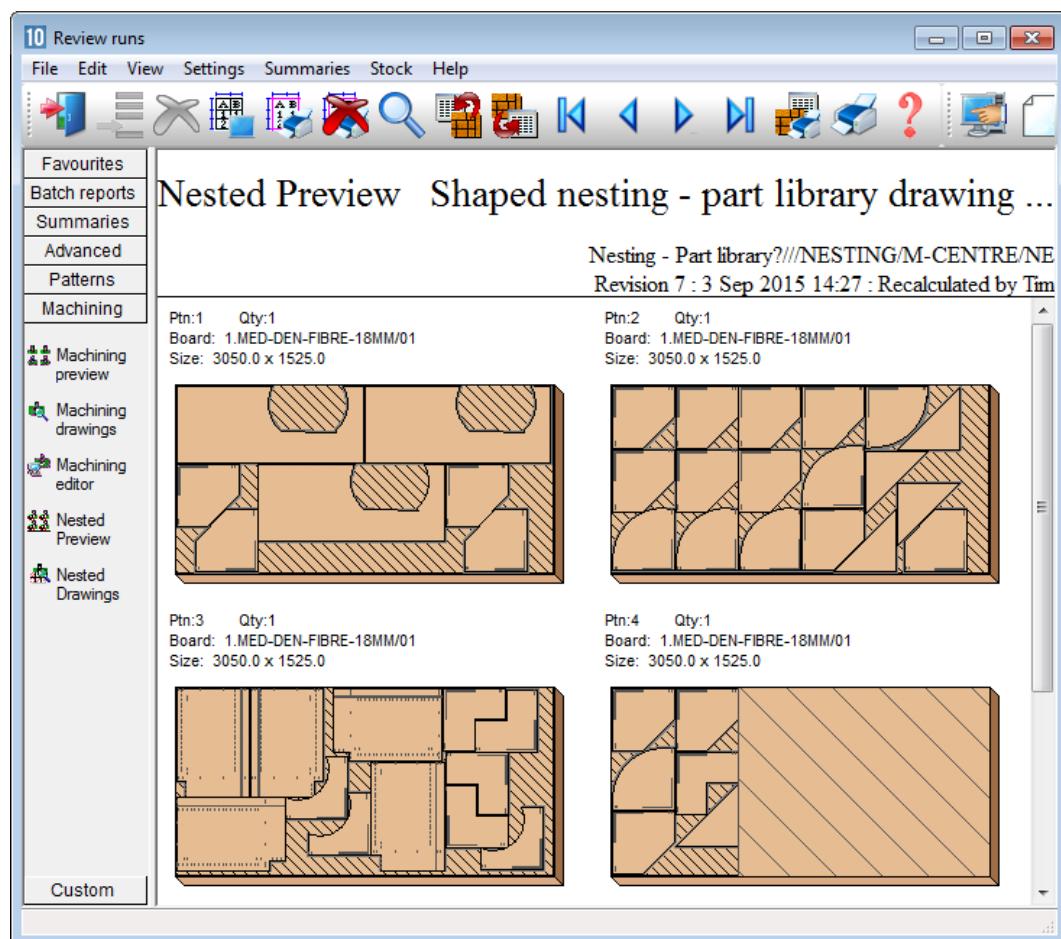 10 Review runs
File Edit View Settings Summaries Stock Help
Favourites
Batch reports
Summaries
Advanced
Patterns
Machining
Machining
preview
Machining
drawings
Machining
editor
Nested
Preview
Nested
Drawings
Custom
Nested Preview Shaped nesting - part library drawing ...
Nesting - Part library?///NESTING/M-CENTRE/NE
Revision 7 : 3 Sep 2015 14:27 : Recalculated by Tim
Ptn:1 Qty:1
Board: 1.MED-DEN-FIBRE-18MM/01
Size: 3050.0 x 1525.0
Ptn:2 Qty:1
Board: 1.MED-DEN-FIBRE-18MM/01
Size: 3050.0 x 1525.0
Ptn:3 Qty:1
Board: 1.MED-DEN-FIBRE-18MM/01
Size: 3050.0 x 1525.0
Ptn:4 Qty:1
Board: 1.MED-DEN-FIBRE-18MM/01
Size: 3050.0 x 1525.0